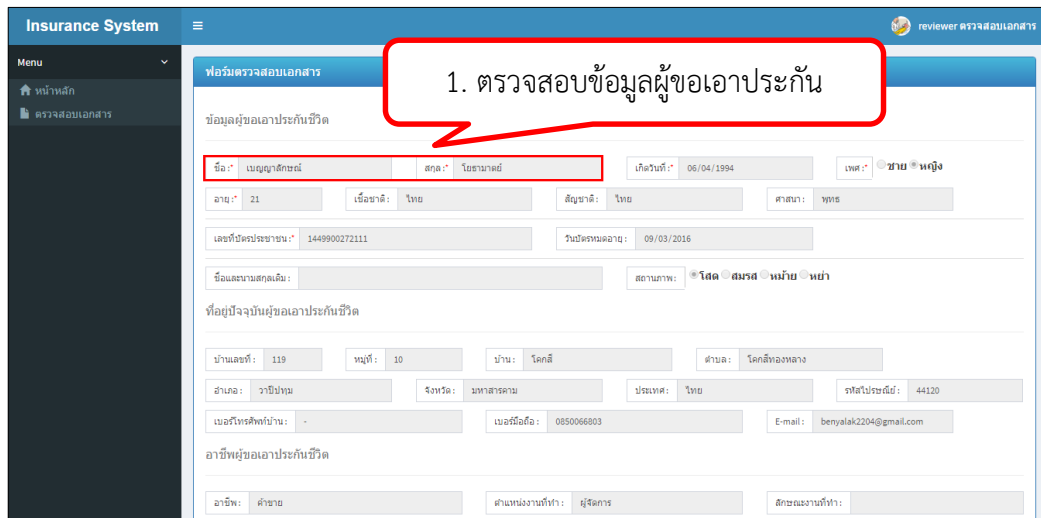 Insurance System
reviewer ตรวจสอบเอกสาร
Menu
หน้าหลัก
ตรวจสอบเอกสาร
ฟอร์มตรวจสอบเอกสาร
1. ตรวจสอบข้อมูลผู้ขอเอาประกัน
ข้อมูลผู้ขอเอาประกันชีวิต
ชื่อ :* เบญญาลักษณ์ สกุล :* โยธามาตย์ เกิดวันที่ :* 06/04/1994 เพศ :* ชาย หญิง
อายุ :* 21 เชื้อชาติ : ไทย สัญชาติ : ไทย ศาสนา : พุทธ
เลขที่บัตรประชาชน :* 1449900272111 วันบัตรหมดอายุ : 09/03/2016
ชื่อและนามสกุลเดิม : สถานภาพ : โสด สมรส หม้าย หย่า
ที่อยู่ปัจจุบันผู้ขอเอาประกันชีวิต
บ้านเลขที่ : 119 หมู่ที่ : 10 บ้าน : โคกสี ตำบล : โคกสีทองหลาง
อำเภอ : วาปีปทุม จังหวัด : มหาสารคาม ประเทศ : ไทย รหัสไปรษณีย์ : 44120
เบอร์โทรศัพท์บ้าน : - เบอร์มือถือ : 0850066803 E-mail : benyalak2204@gmail.com
อาชีพผู้ขอเอาประกันชีวิต
อาชีพ : ค้าขาย ตำแหน่งงานที่ทำ : ผู้จัดการ ลักษณะงานที่ทำ :